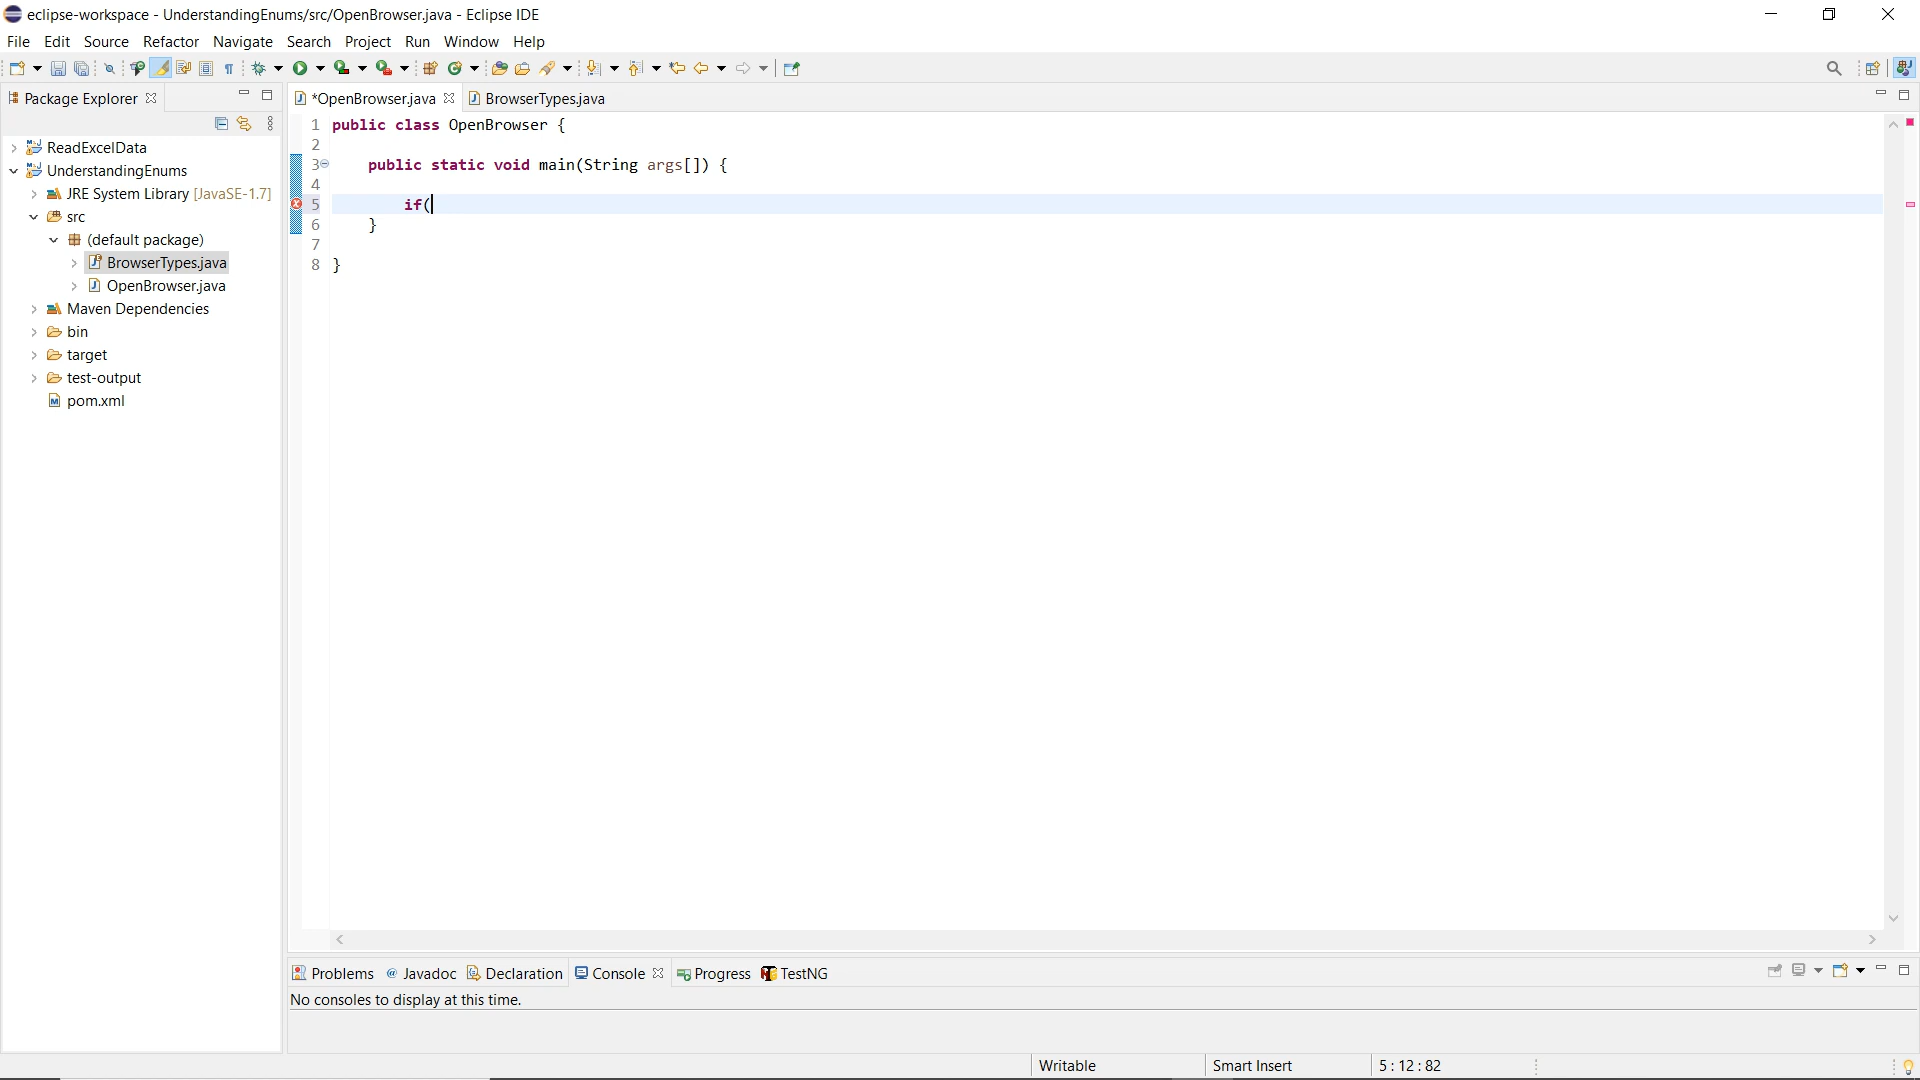 eclipse-workspace - UnderstandingEnums/src/OpenBrowser.java - Eclipse IDE
File Edit Source Refactor Navigate Search Project Run Window Help
Package Explorer
*OpenBrowser.java BrowserTypes.java
ReadExcelData
UnderstandingEnums
JRE System Library [JavaSE-1.7]
src
(default package)
BrowserTypes.java
OpenBrowser.java
Maven Dependencies
bin
target
test-output
pom.xml
1 public class OpenBrowser {
2
3 public static void main(String args[]) {
4
5 if(
6 }
7
8 }
Problems @ Javadoc Declaration Console Progress TestNG
No consoles to display at this time.
Writable Smart Insert 5 : 12 : 82